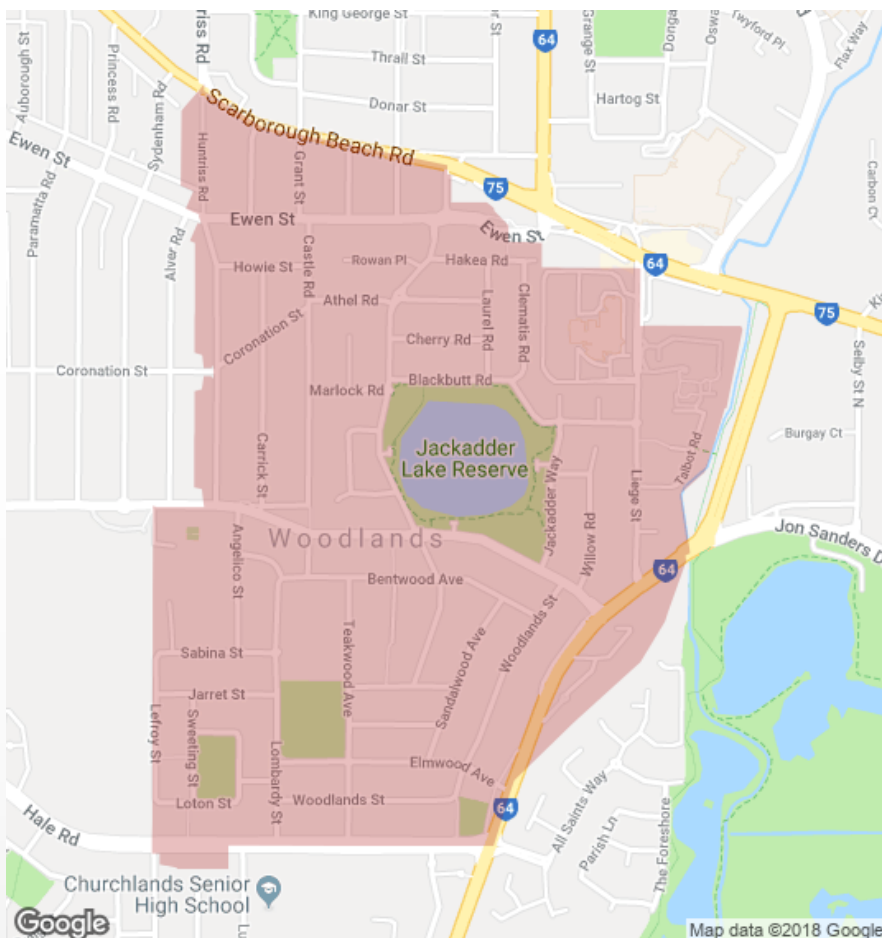 King George St
Thrall St
Donar St
Hartog St
Twyford Pl
Flax Way
Grange St
64
Auborough St
Princess Rd
Sydenham Rd
riss Rd
Scarborough Beach Rd
Ewen St
Paramatta Rd
Alver Rd
Huntriss Rd
Grant St
75
Carbon Ct
Ewen St
Ewen St
Howie St
Castle Rd
Rowan Pl
Hakea Rd
64
75
Athel Rd
Laurel Rd
Clematis Rd
Coronation St
Coronation St
Cherry Rd
Selby St N
Marlock Rd
Blackbutt Rd
Carrick St
Jackadder
Lake Reserve
Jackadder Way
Willow Rd
Liege St
Talbot Rd
Burgay Ct
Woodlands
Angelico St
Jon Sanders D
64
Bentwood Ave
Teakwood Ave
Sandalwood Ave
Woodlands St
Sabina St
Jarret St
Lefroy St
Sweeting St
Lombardy St
Elmwood Ave
Loton St
Woodlands St
64
Hale Rd
All Saints Way
Parish Ln
The Foreshore
Churchlands Senior
High School
Google
Map data ©2018 Google